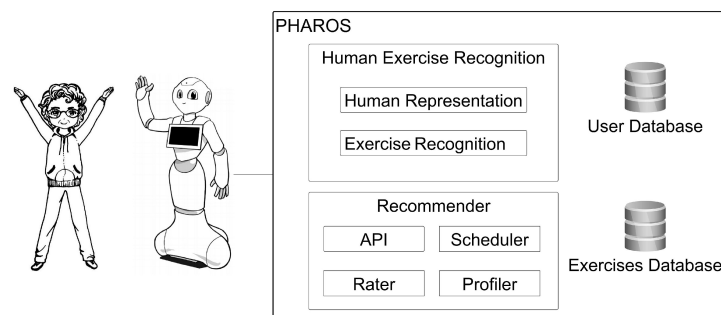 PHAROS
Human Exercise Recognition
Human Representation
Exercise Recognition
User Database
Recommender
API
Scheduler
Rater
Profiler
Exercises Database